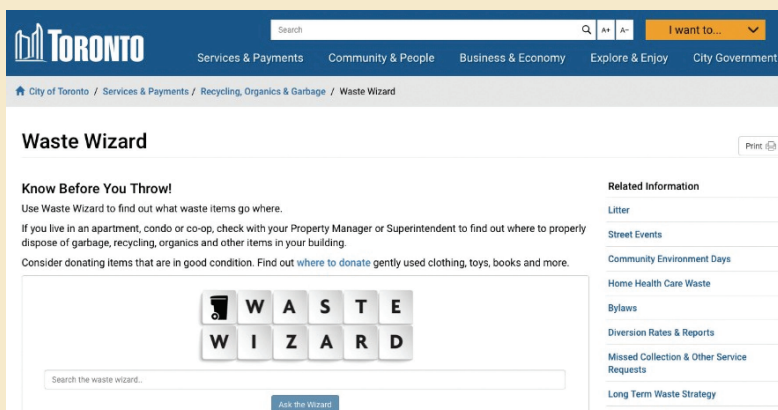 TORONTO
Search
A+ A-
I want to...
Services & Payments Community & People Business & Economy Explore & Enjoy City Government
City of Toronto / Services & Payments / Recycling, Organics & Garbage / Waste Wizard
Waste Wizard
Print
Know Before You Throw!
Use Waste Wizard to find out what waste items go where.
If you live in an apartment, condo or co-op, check with your Property Manager or Superintendent to find out where to properly
dispose of garbage, recycling, organics and other items in your building.
Consider donating items that are in good condition. Find out where to donate gently used clothing, toys, books and more.
WASTE
WIZARD
Search the waste wizard..
Ask the Wizard
Related Information
Litter
Street Events
Community Environment Days
Home Health Care Waste
Bylaws
Diversion Rates & Reports
Missed Collection & Other Service
Requests
Long Term Waste Strategy